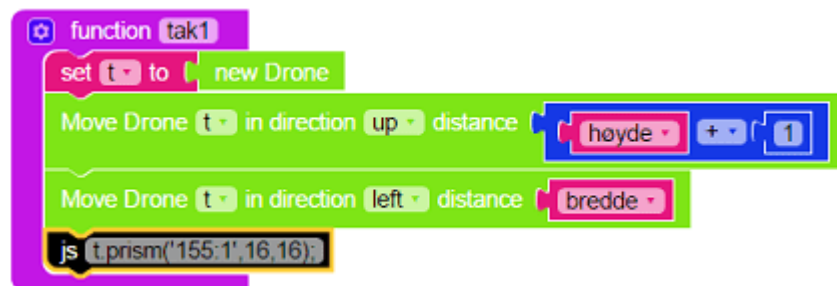 function tak1
set t to new Drone
Move Drone t in direction up distance høyde + 1
Move Drone t in direction left distance bredde
js t.prism('155:1',16,16);